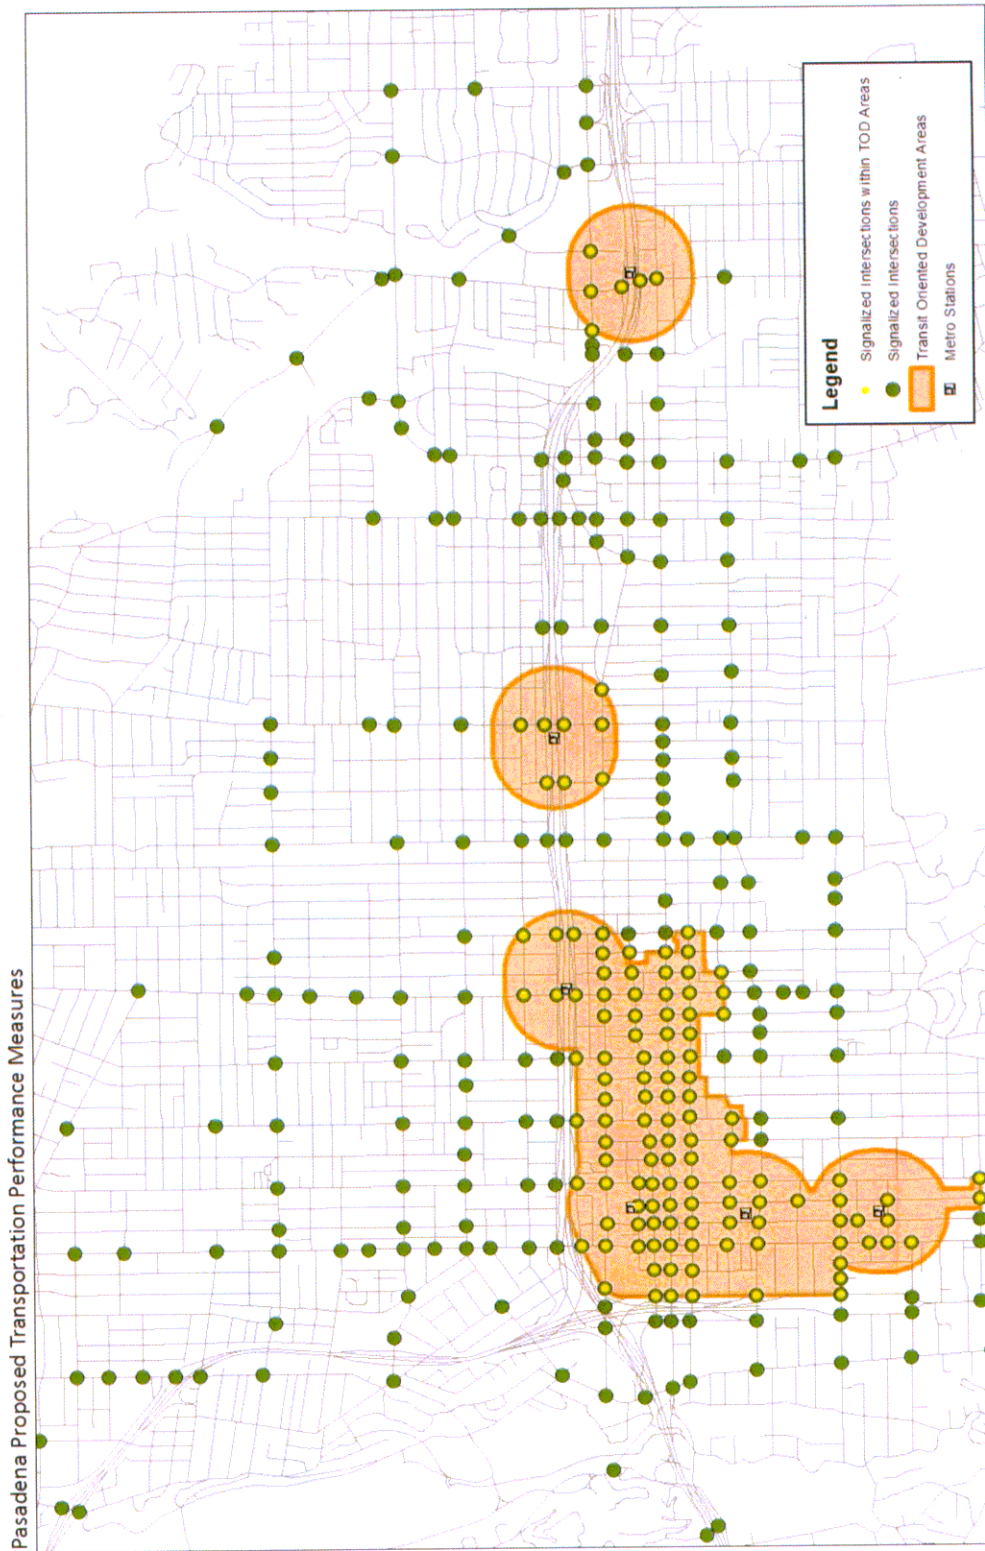 Pasadena Proposed Transportation Performance Measures
Legend
Signalized Intersections within TOD Areas
Signalized Intersections
Transit Oriented Development Areas
Metro Stations